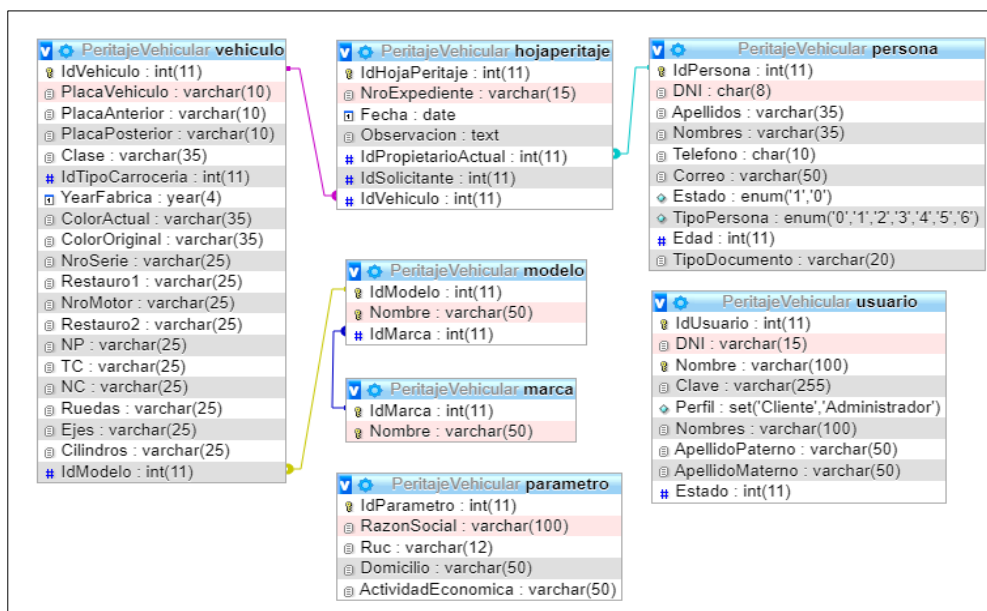 PeritajeVehicular vehiculo
IdVehiculo : int(11)
PlacaVehiculo : varchar(10)
PlacaAnterior : varchar(10)
PlacaPosterior : varchar(10)
Clase : varchar(35)
# IdTipoCarroceria : int(11)
YearFabrica : year(4)
ColorActual : varchar(35)
ColorOriginal : varchar(35)
NroSerie : varchar(25)
Restauro1 : varchar(25)
NroMotor : varchar(25)
Restauro2 : varchar(25)
NP : varchar(25)
TC : varchar(25)
NC : varchar(25)
Ruedas : varchar(25)
Ejes : varchar(25)
Cilindros : varchar(25)
# IdModelo : int(11)
PeritajeVehicular hojaperitaje
IdHojaPeritaje : int(11)
NroExpediente : varchar(15)
Fecha : date
Observacion : text
# IdPropietarioActual : int(11)
# IdSolicitante : int(11)
# IdVehiculo : int(11)
PeritajeVehicular modelo
IdModelo : int(11)
Nombre : varchar(50)
# IdMarca : int(11)
PeritajeVehicular marca
IdMarca : int(11)
Nombre : varchar(50)
PeritajeVehicular parametro
IdParametro : int(11)
RazonSocial : varchar(100)
Ruc : varchar(12)
Domicilio : varchar(50)
ActividadEconomica : varchar(50)
PeritajeVehicular persona
IdPersona : int(11)
DNI : char(8)
Apellidos : varchar(35)
Nombres : varchar(35)
Telefono : char(10)
Correo : varchar(50)
Estado : enum('1','0')
TipoPersona : enum('0','1','2','3','4','5','6')
# Edad : int(11)
TipoDocumento : varchar(20)
PeritajeVehicular usuario
IdUsuario : int(11)
DNI : varchar(15)
Nombre : varchar(100)
Clave : varchar(255)
Perfil : set('Cliente','Administrador')
Nombres : varchar(100)
ApellidoPaterno : varchar(50)
ApellidoMaterno : varchar(50)
# Estado : int(11)